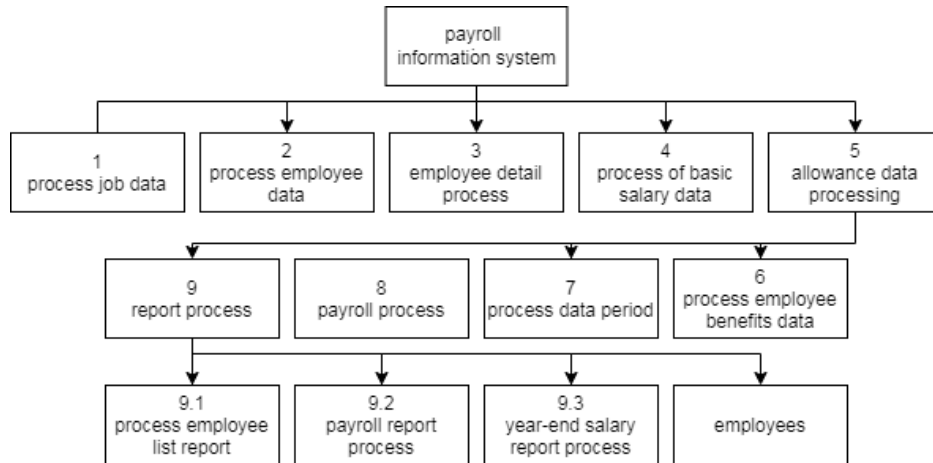 payroll
information system
1
process job data
2
process employee
data
3
employee detail
process
4
process of basic
salary data
5
allowance data
processing
9
report process
8
payroll process
7
process data period
6
process employee
benefits data
9.1
process employee
list report
9.2
payroll report
process
9.3
year-end salary
report process
employees